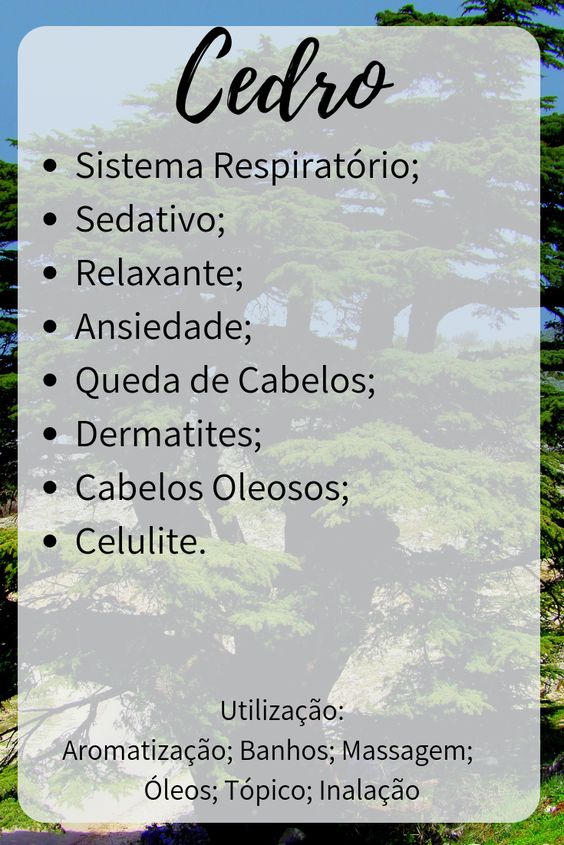 Cedro
• Sistema Respiratório;
• Sedativo;
• Relaxante;
• Ansiedade;
• Queda de Cabelos;
• Dermatites;
• Cabelos Oleosos;
• Celulite.
Utilização:
Aromatização; Banhos; Massagem;
Óleos; Tópico; Inalação